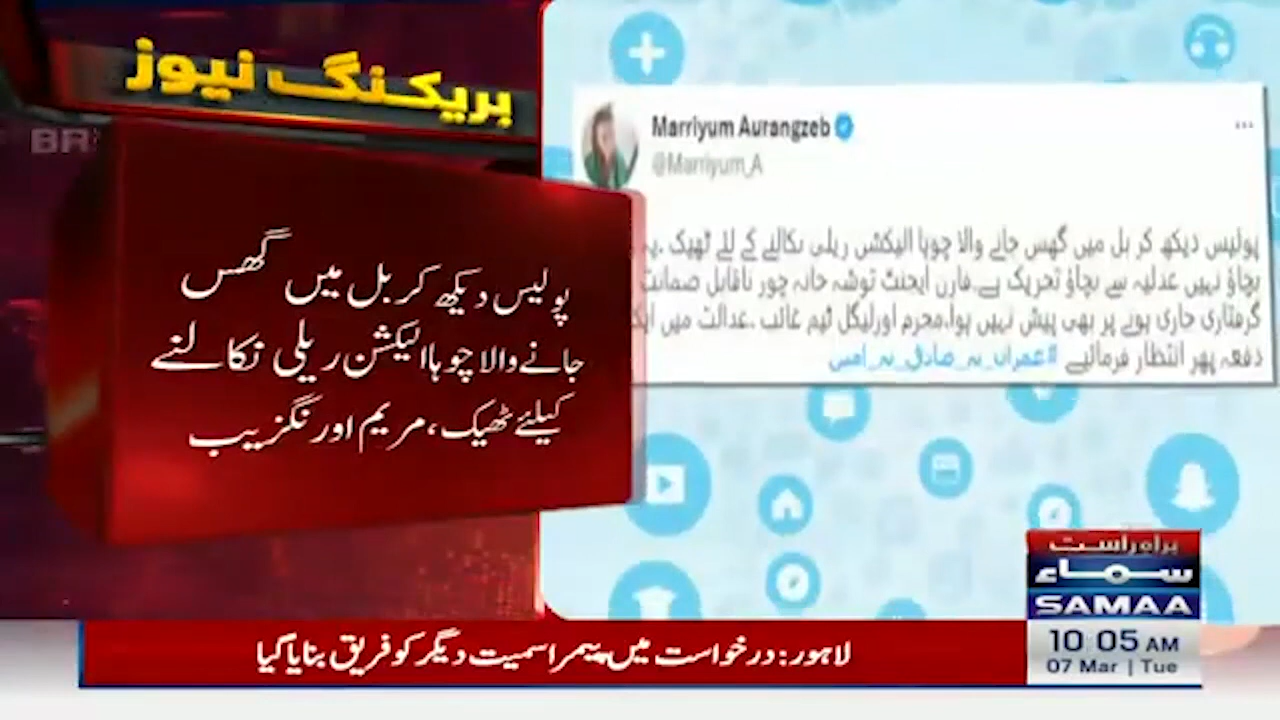 بریکنگ نیوز
BR
پولیس دیکھ کر بل میں گھس
جانے والا چوہا الیکشن ریلی نکالنے
کیلئے ٹھیک، مریم اورنگزیب
Marriyum Aurangzeb
@Marriyum_A
پولیس دیکھ کر بل میں گھس جانے والا چوہا الیکشن ریلی نکالنے کے لئے ٹھیک ہے
بچاؤ نہیں عدلیہ سے بچاؤ تحریک ہے۔فارن ایجنٹ توشہ خانہ چور ناقابل ضمانت
گرفتاری جاری ہونے پر بھی پیش نہیں ہوا،مجرم اورلیگل ٹیم غائب ،عدالت میں
دفعہ پھر انتظار فرمائیے #عمران_نہ_صادق_نہ_امین
براہ راست
سماء
SAMAA
10:05 AM
07 Mar | Tue
لاہور: درخواست میں پیمرا سمیت دیگر کو فریق بنایا گیا